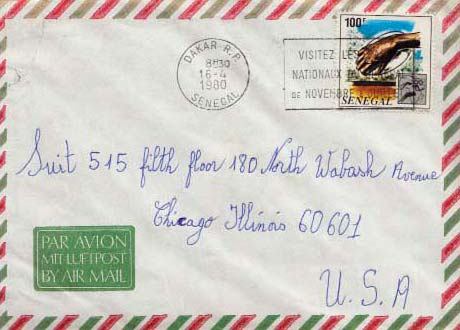 100F
DAKAR-R.P.
8H30
16-4
1980
SENEGAL
VISITEZ LES
NATIONAUX
DE NOVEMBRE
SENEGAL
Suit 515 fifth floor 180 North Wabash Avenue
Chicago Illinois 60601
U.S.A
PAR AVION
MIT LUFTPOST
BY AIR MAIL